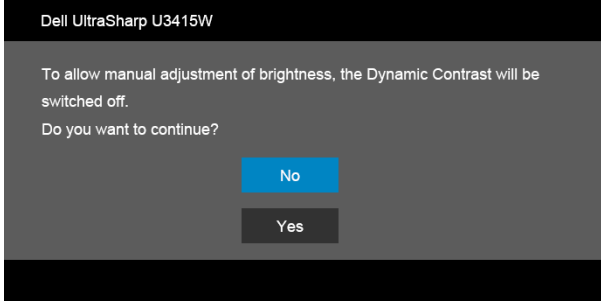 Dell UltraSharp U3415W
To allow manual adjustment of brightness, the Dynamic Contrast will be
switched off.
Do you want to continue?
No
Yes